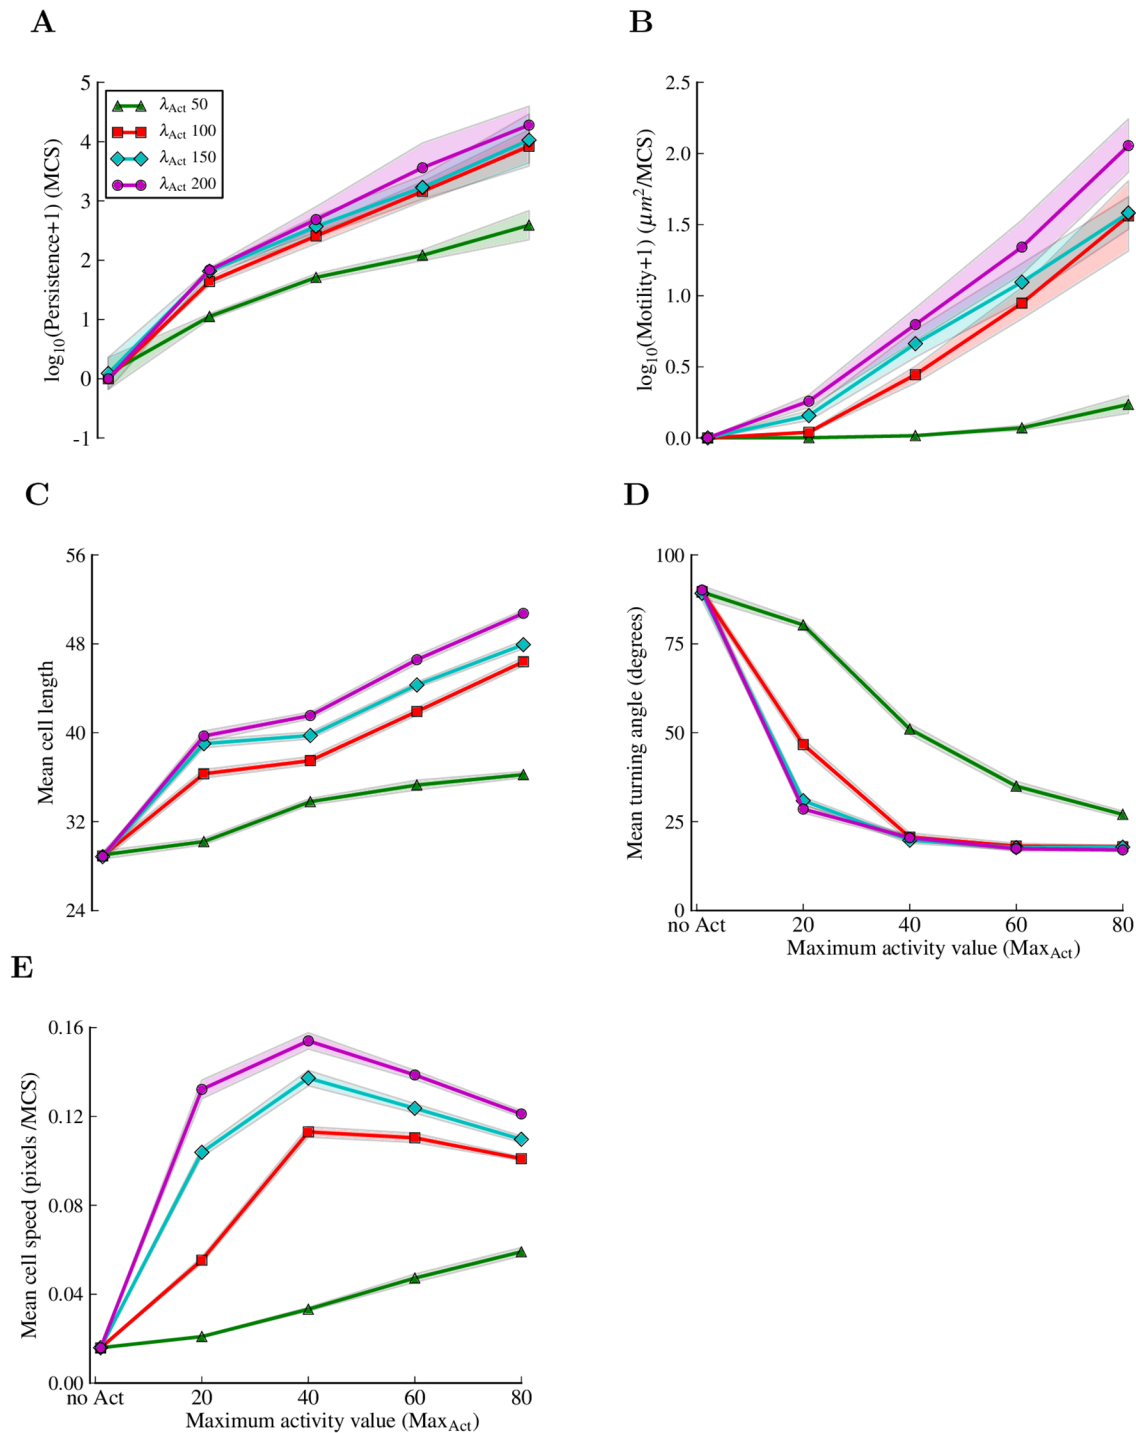 A
B
5
4
3
2
1
0
-1
log₁₀(Persistence+1) (MCS)
λAct 50
λAct 100
λAct 150
λAct 200
2.5
2.0
1.5
1.0
0.5
0.0
log₁₀(Motility+1) (μm²/MCS)
C
D
56
48
40
32
24
Mean cell length
100
75
50
25
0
Mean turning angle (degrees)
no Act 20 40 60 80
Maximum activity value (MaxAct)
E
0.16
0.12
0.08
0.04
0.00
Mean cell speed (pixels /MCS)
no Act 20 40 60 80
Maximum activity value (MaxAct)